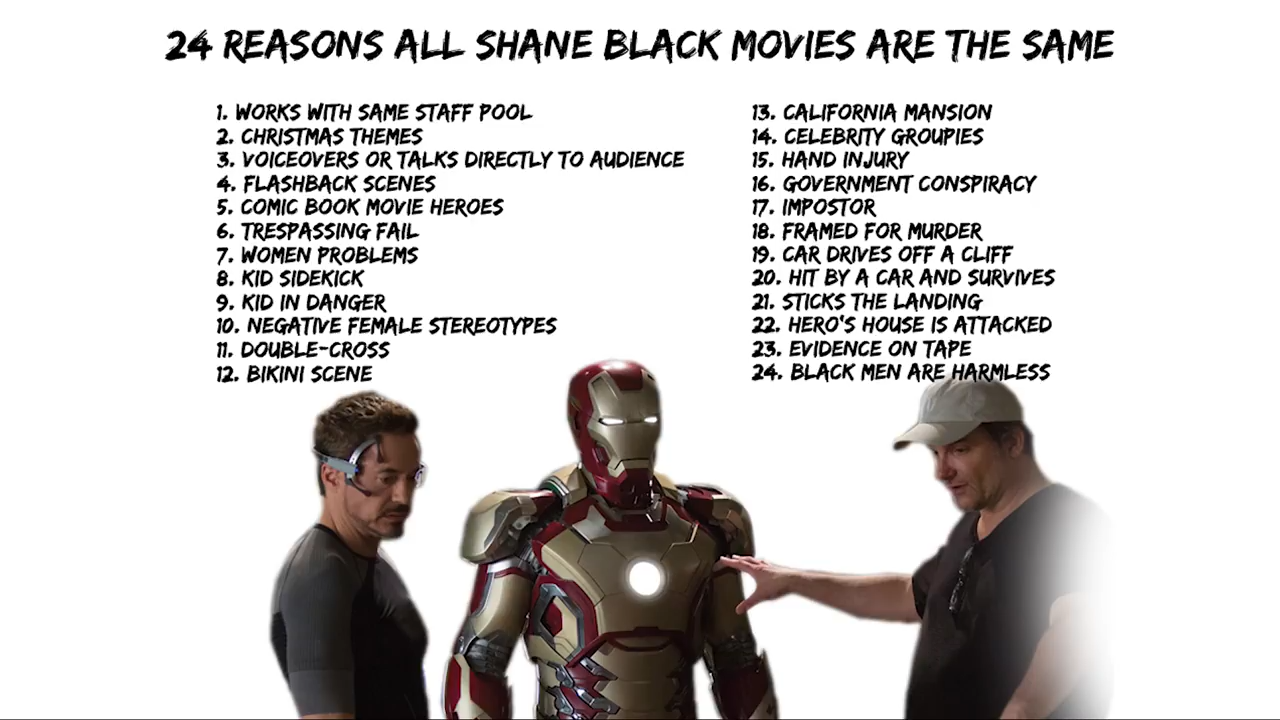 24 REASONS ALL SHANE BLACK MOVIES ARE THE SAME
1. WORKS WITH SAME STAFF POOL
2. CHRISTMAS THEMES
3. VOICEOVERS OR TALKS DIRECTLY TO AUDIENCE
4. FLASHBACK SCENES
5. COMIC BOOK MOVIE HEROES
6. TRESPASSING FAIL
7. WOMEN PROBLEMS
8. KID SIDEKICK
9. KID IN DANGER
10. NEGATIVE FEMALE STEREOTYPES
11. DOUBLE-CROSS
12. BIKINI SCENE
13. CALIFORNIA MANSION
14. CELEBRITY GROUPIES
15. HAND INJURY
16. GOVERNMENT CONSPIRACY
17. IMPOSTOR
18. FRAMED FOR MURDER
19. CAR DRIVES OFF A CLIFF
20. HIT BY A CAR AND SURVIVES
21. STICKS THE LANDING
22. HERO'S HOUSE IS ATTACKED
23. EVIDENCE ON TAPE
24. BLACK MEN ARE HARMLESS